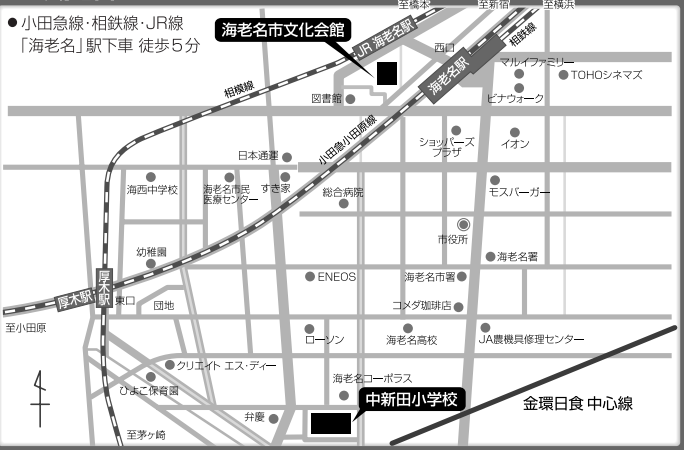 至橋本
至新宿
至横浜
●小田急線・相鉄線・JR線
「海老名」駅下車 徒歩5分
海老名市文化会館
JR 海老名駅
西口
相鉄線
海老名駅
マルイファミリー
TOHOシネマズ
ビナウォーク
相模線
図書館
小田急小田原線
ショッパーズ
プラザ
イオン
日本通運
海西中学校
海老名市民
医療センター
すき家
総合病院
モスバーガー
市役所
幼稚園
海老名署
厚木駅
厚木駅
東口
団地
ENEOS
海老名市署
コメダ珈琲店
至小田原
ローソン
海老名高校
JA農機具修理センター
クリエイト エス・ディー
ひよこ保育園
海老名コーポラス
中新田小学校
金環日食 中心線
弁慶
至茅ヶ崎